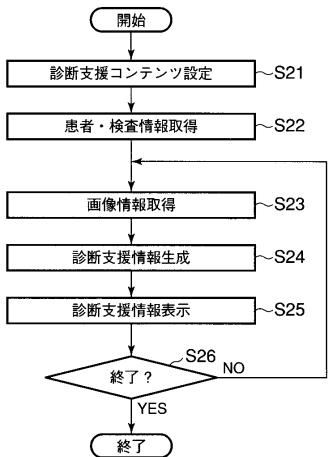 開始
診断支援コンテンツ設定 S21
患者・検査情報取得 S22
画像情報取得 S23
診断支援情報生成 S24
診断支援情報表示 S25
S26
終了? NO
YES
終了